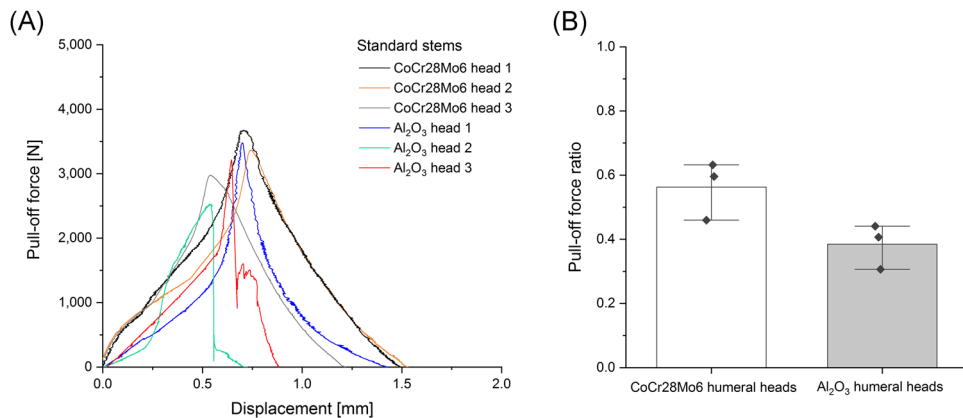 (A)
5,000
4,000
3,000
2,000
1,000
0
Pull-off force [N]
0.0 0.5 1.0 1.5 2.0
Displacement [mm]
Standard stems
CoCr28Mo6 head 1
CoCr28Mo6 head 2
CoCr28Mo6 head 3
Al₂O₃ head 1
Al₂O₃ head 2
Al₂O₃ head 3
(B)
1.0
0.8
0.6
0.4
0.2
0.0
Pull-off force ratio
CoCr28Mo6 humeral heads Al₂O₃ humeral heads